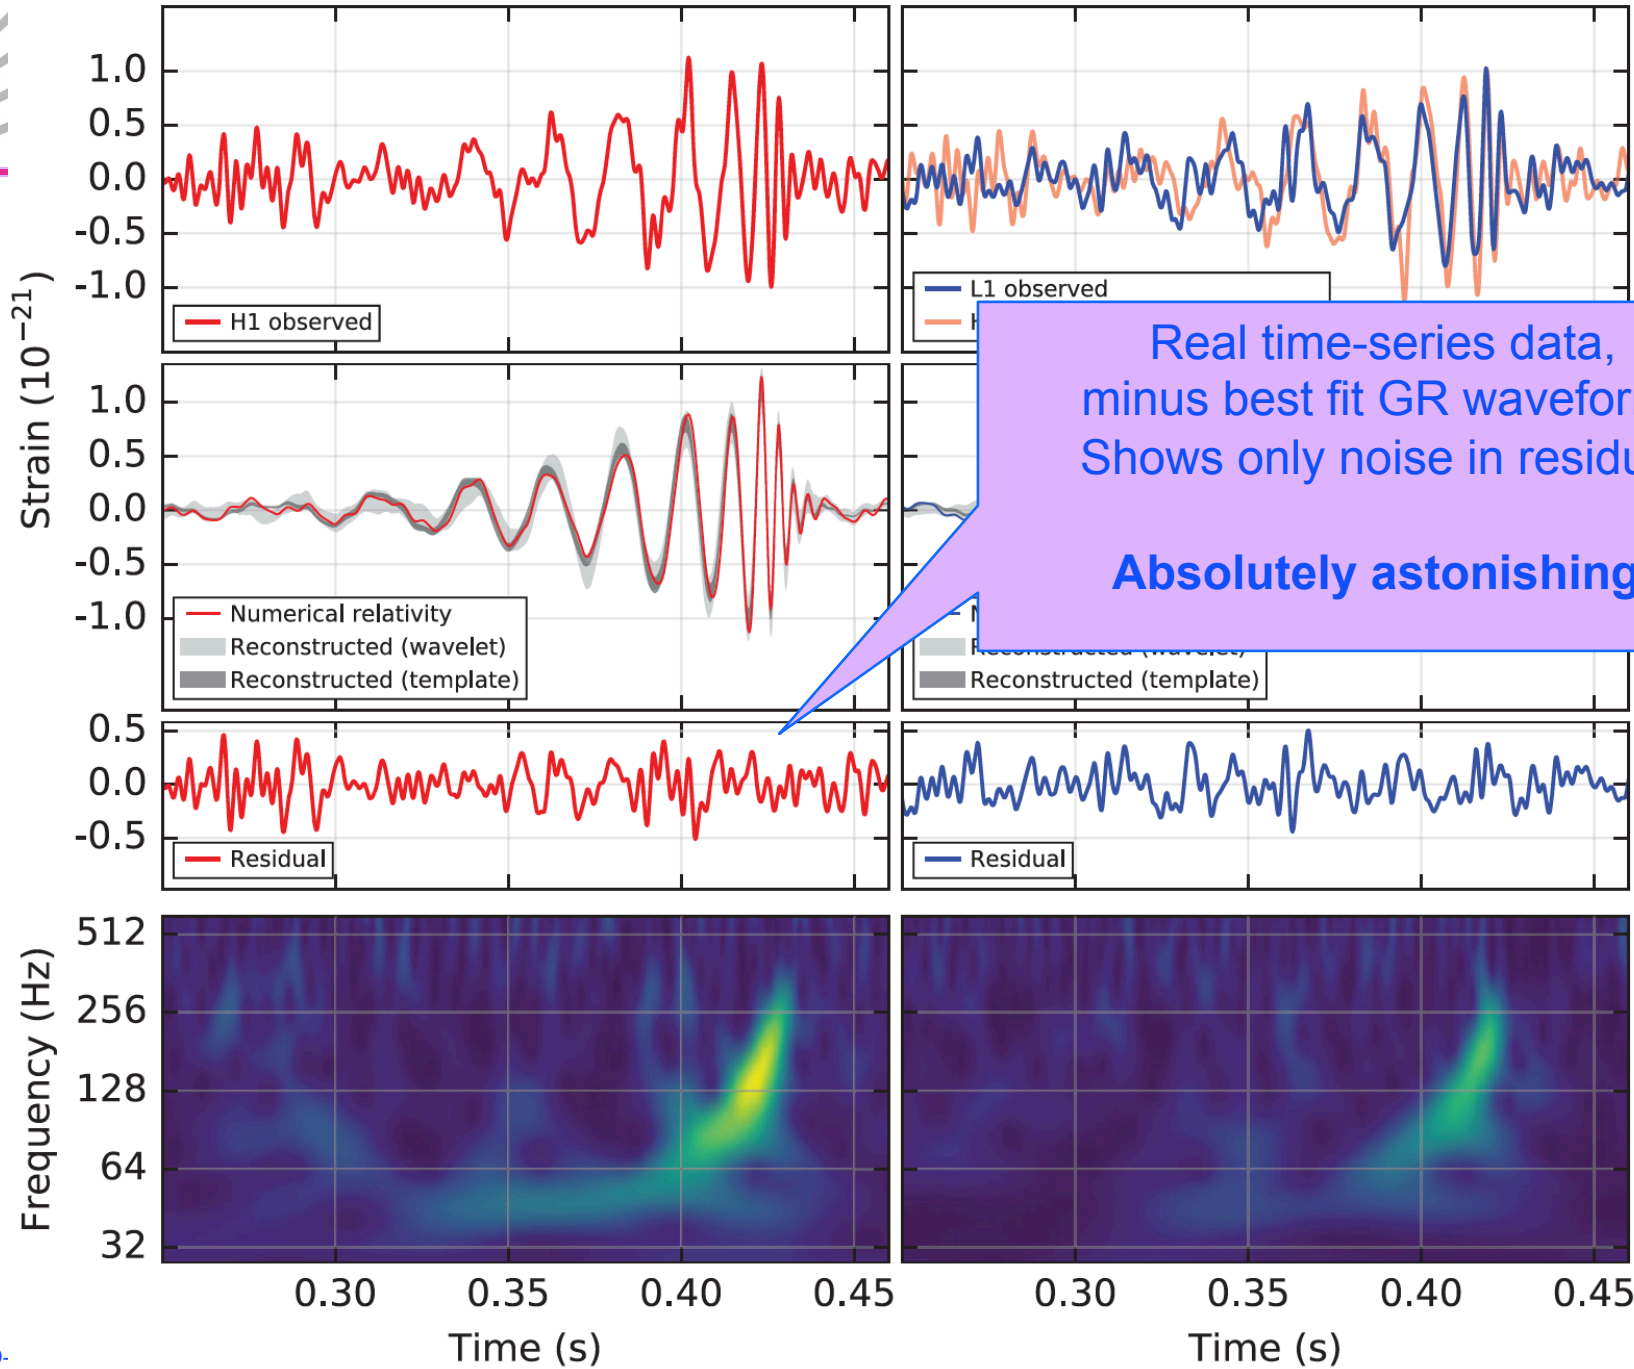 1.0
0.5
0.0
-0.5
-1.0
H1 observed
L1 observed
Strain (10⁻²¹)
Real time-series data,
minus best fit GR
Shows only noise in
Absolutely astonishing
1.0
0.5
0.0
-0.5
-1.0
Numerical relativity
Reconstructed (wavelet)
Reconstructed (template)
Reconstructed (template)
0.5
0.0
-0.5
Residual
Residual
Frequency (Hz)
512
256
128
64
32
0.30 0.35 0.40 0.45
0.30 0.35 0.40 0.45
Time (s)
Time (s)